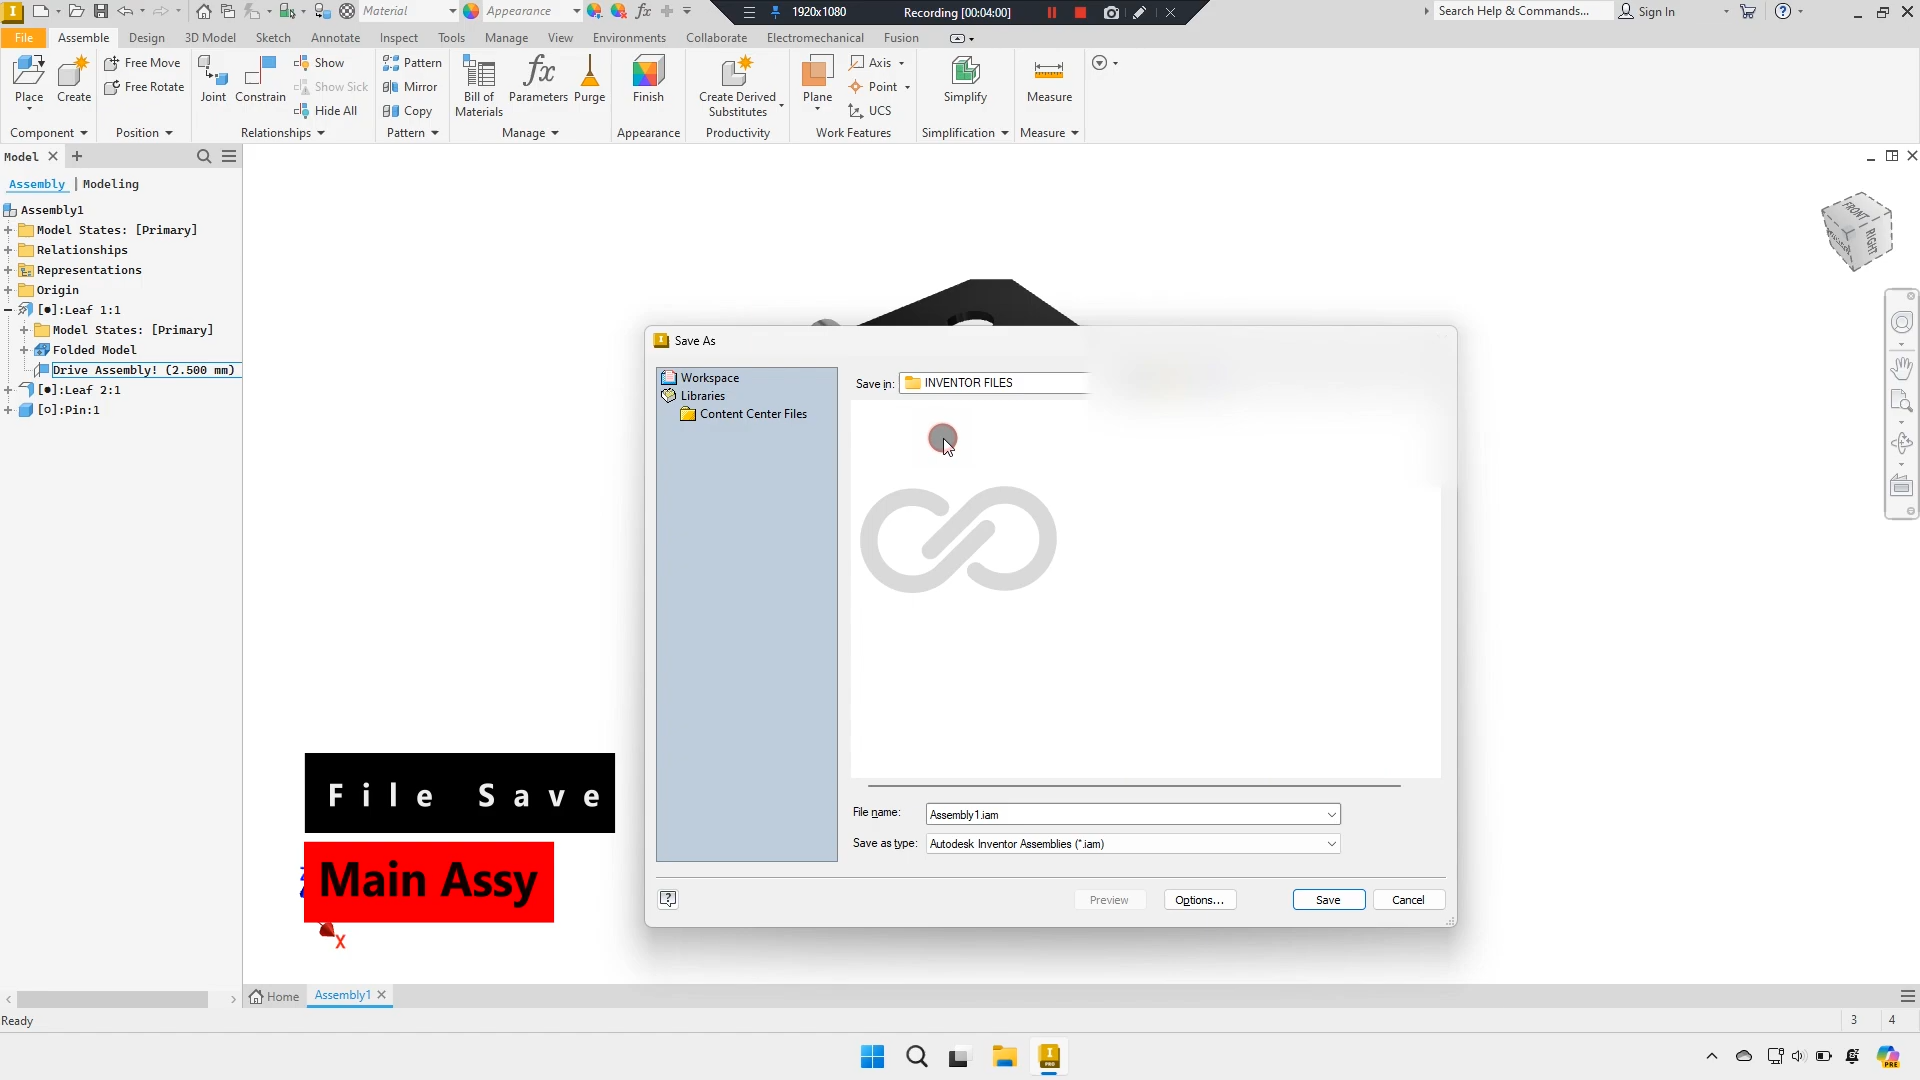 Material
Appearance
1920x1080
Recording [00:04:00]
Search Help & Commands...
Sign In
File
Assemble
Design
3D Model
Sketch
Annotate
Inspect
Tools
Manage
View
Environments
Collaborate
Electromechanical
Fusion
Place
Create
Free Move
Free Rotate
Joint
Constrain
Show
Show Sick
Hide All
Pattern
Mirror
Copy
Bill of
Materials
fx
Parameters
Purge
Finish
Create Derived
Substitutes
Plane
Axis
Point
UCS
Simplify
Measure
Component
Position
Relationships
Pattern
Manage
Appearance
Productivity
Work Features
Simplification
Measure
Model
Assembly | Modeling
Assembly1
Model States: [Primary]
Relationships
Representations
Origin
[●]:Leaf 1:1
Model States: [Primary]
Folded Model
Drive Assembly! (2.500 mm)
[●]:Leaf 2:1
[○]:Pin:1
FRONT
RIGHT
Save As
Workspace
Libraries
Content Center Files
Save in:
INVENTOR FILES
File name:
Assembly1.iam
Save as type:
Autodesk Inventor Assemblies (*.iam)
Preview
Options...
Save
Cancel
File Save
Main Assy
X
Home
Assembly1
Ready
3
4